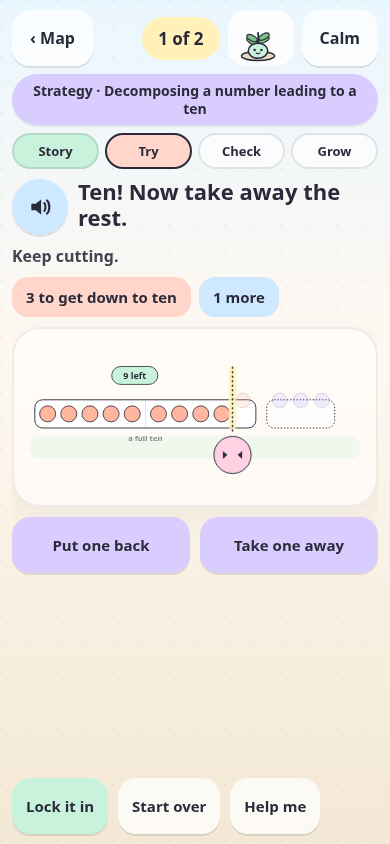 ‹ Map
1 of 2
Calm
Strategy · Decomposing a number leading to a
ten
Story
Try
Check
Grow
Ten! Now take away the
rest.
Keep cutting.
3 to get down to ten
1 more
9 left
a full ten
Put one back
Take one away
Lock it in
Start over
Help me